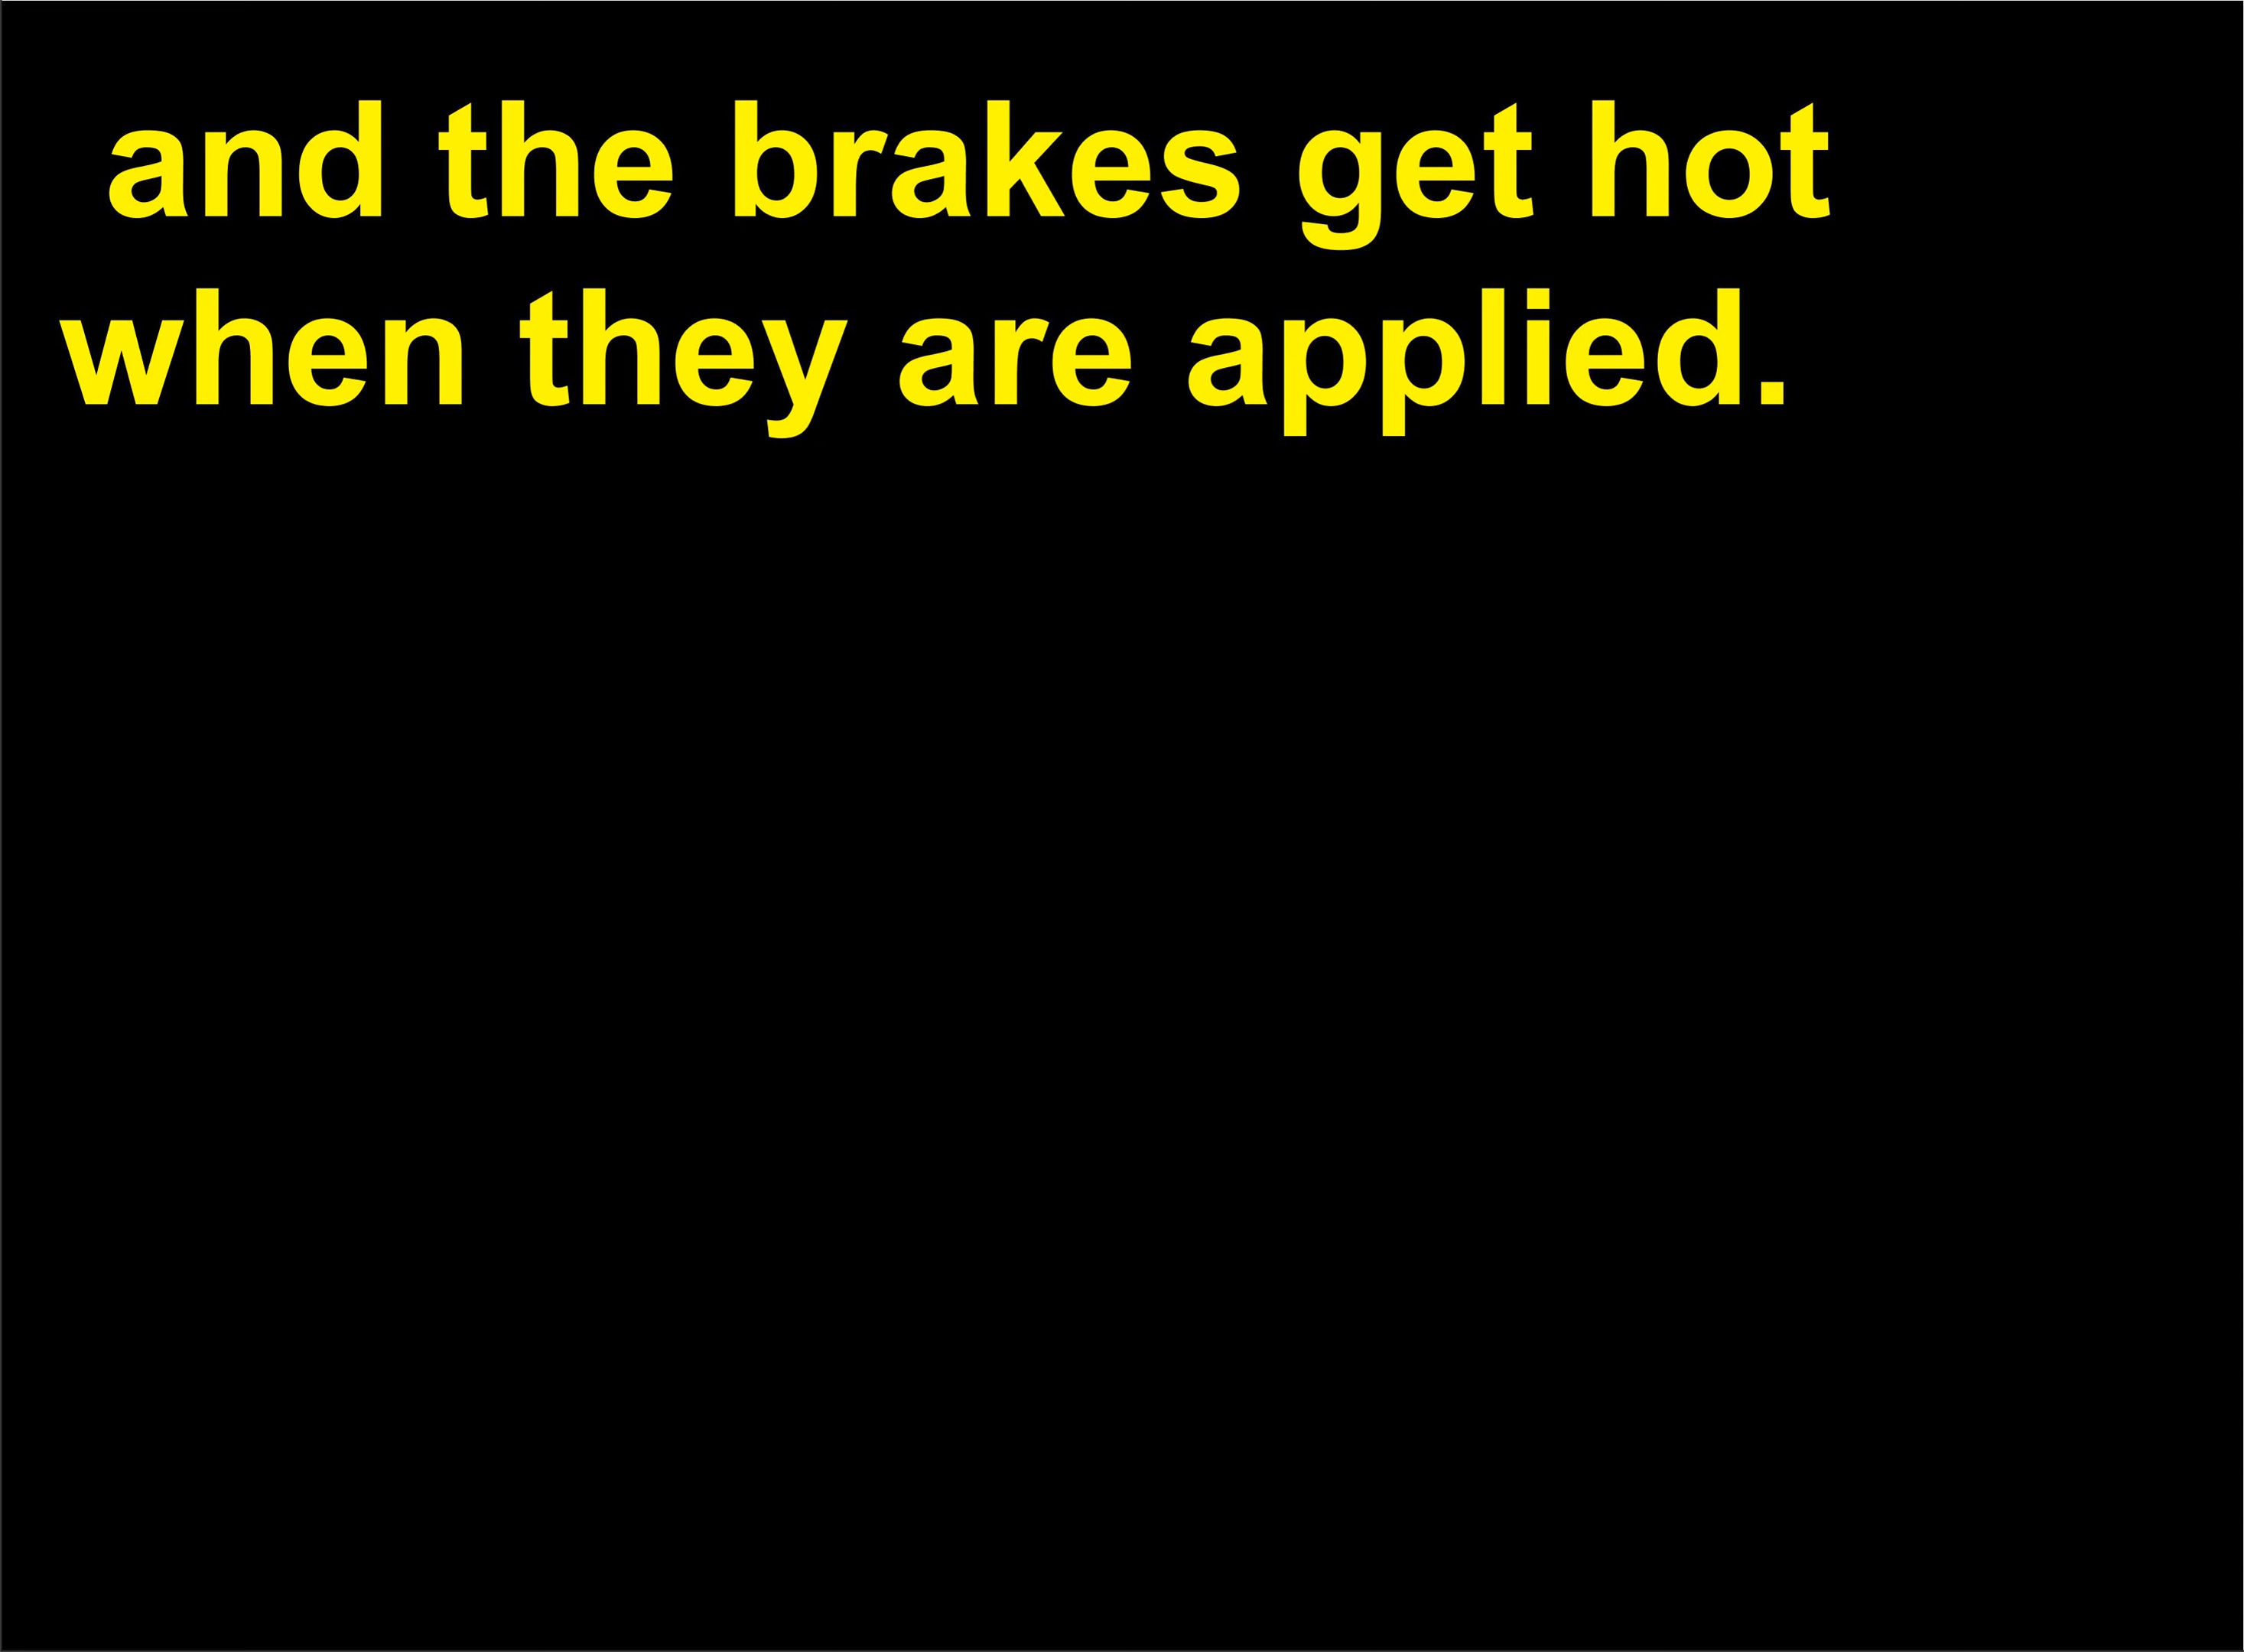 and the brakes get hot
when they are applied.